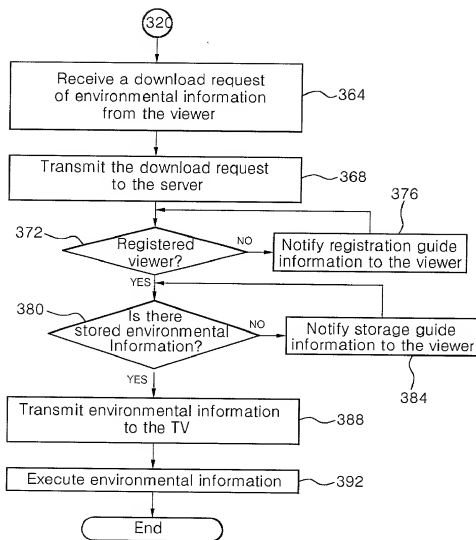 320
Receive a download request
of environmental information
from the viewer
364
Transmit the download request
to the server
368
376
372
Registered
viewer?
NO
Notify registration guide
information to the viewer
YES
380
Is there
stored environmental
Information?
NO
Notify storage guide
information to the viewer
384
YES
Transmit environmental information
to the TV
388
Execute environmental information
392
End